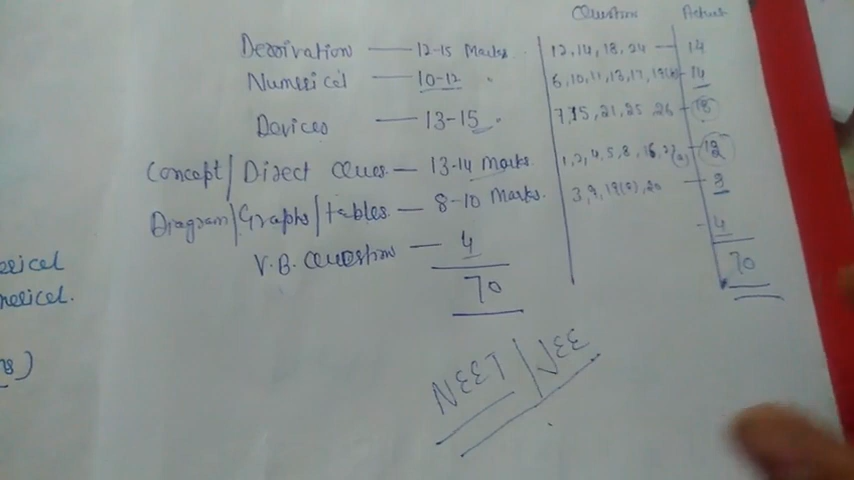 Question Actual
Derivation — 12-15 Marks 12, 14, 18, 24 — 14
Numerical — 10-12 6, 10, 11, 13, 17, 19(b) — 14
Devices — 13-15 7, 15, 21, 25, 26 — 18
Concept/Direct Ques. — 13-14 Marks. 1, 2, 4, 5, 8, 16, 22(a) — 12
Diagram/Graphs/tables. — 8-10 Marks. 3, 9, 19(a), 20 — 8
V.B. Question — 4 - 4
70 70
erical
merical.